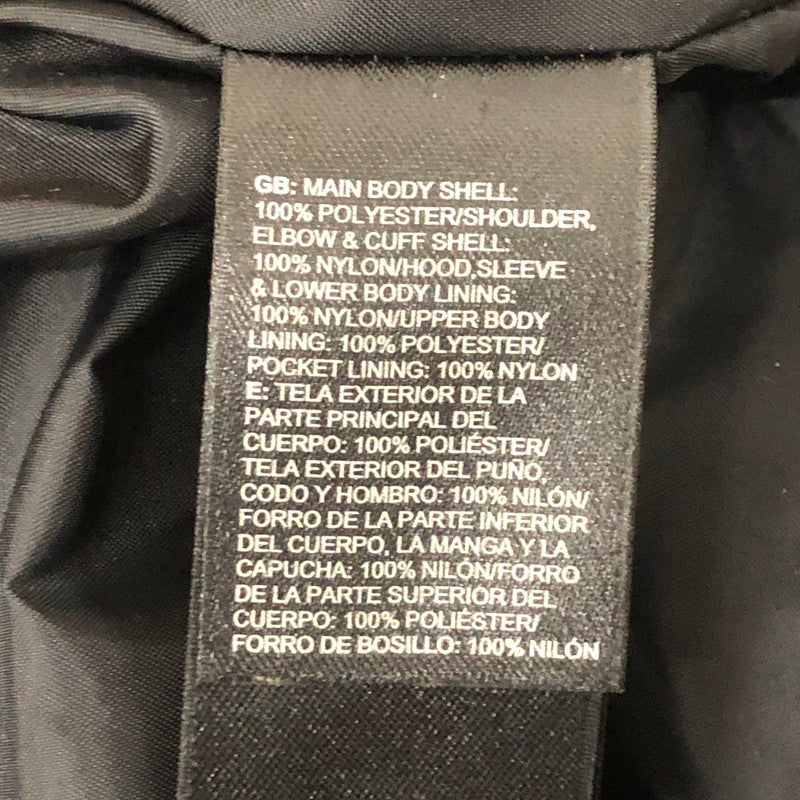 GB: MAIN BODY SHELL:
100% POLYESTER/SHOULDER,
ELBOW & CUFF SHELL:
100% NYLON/HOOD,SLEEVE
& LOWER BODY LINING:
100% NYLON/UPPER BODY
LINING: 100% POLYESTER/
POCKET LINING: 100% NYLON
E: TELA EXTERIOR DE LA
PARTE PRINCIPAL DEL
CUERPO: 100% POLIÉSTER/
TELA EXTERIOR DEL PUÑO,
CODO Y HOMBRO: 100% NILÓN/
FORRO DE LA PARTE INFERIOR
DEL CUERPO, LA MANGA Y LA
CAPUCHA: 100% NILÓN/FORRO
DE LA PARTE SUPERIOR DEL
CUERPO: 100% POLIÉSTER/
FORRO DE BOSILLO: 100% NILÓN